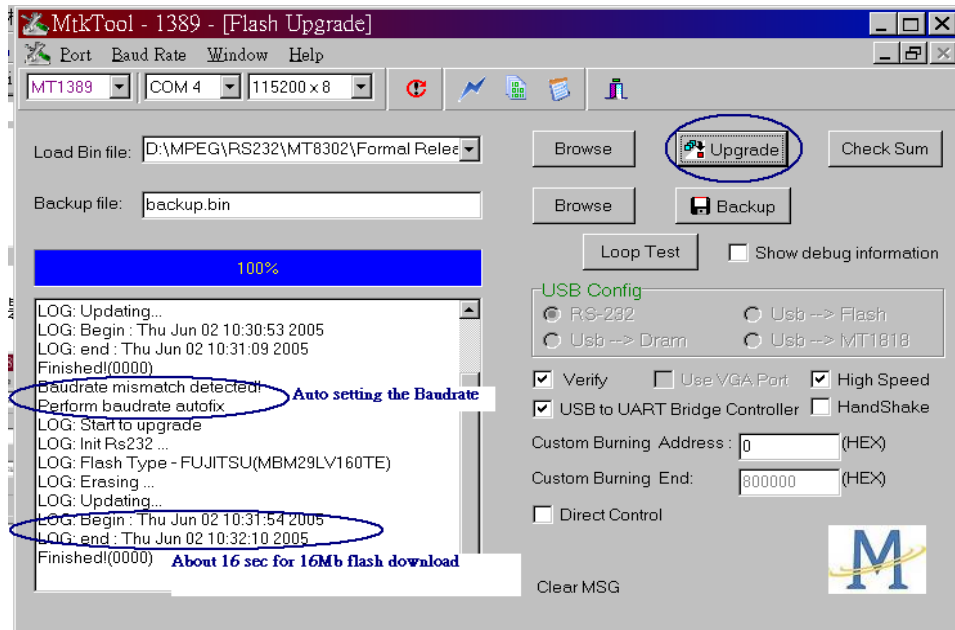 MtkTool - 1389 - [Flash Upgrade]
Port Baud Rate Window Help
MT1389 COM 4 115200 x 8
Load Bin file: D:\MPEG\RS232\MT8302\Formal Relea Browse Upgrade Check Sum
Backup file: backup.bin Browse Backup
Loop Test Show debug information
100%
LOG: Updating...
LOG: Begin : Thu Jun 02 10:30:53 2005
LOG: end : Thu Jun 02 10:31:09 2005
Finished!(0000)
Baudrate mismatch detected!
Perform baudrate autofix
Auto setting the Baudrate
LOG: Start to upgrade
LOG: Init Rs232 ...
LOG: Flash Type - FUJITSU(MBM29LV160TE)
LOG: Erasing ...
LOG: Updating...
LOG: Begin : Thu Jun 02 10:31:54 2005
LOG: end : Thu Jun 02 10:32:10 2005
Finished!(0000)
About 16 sec for 16Mb flash download
USB Config
RS-232 Usb --> Flash
Usb --> Dram Usb --> MT1818
Verify Use VGA Port High Speed
USB to UART Bridge Controller HandShake
Custom Burning Address : 0 (HEX)
Custom Burning End: 800000 (HEX)
Direct Control
M
Clear MSG